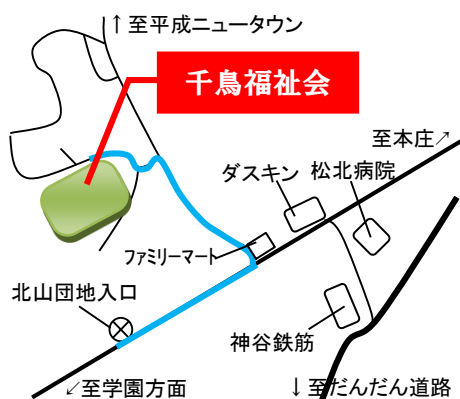 ↑至平成ニュータウン
千鳥福祉会
至本庄↗
ダスキン
松北病院
ファミリーマート
北山団地入口
神谷鉄筋
↙至学園方面
↓至だんだん道路